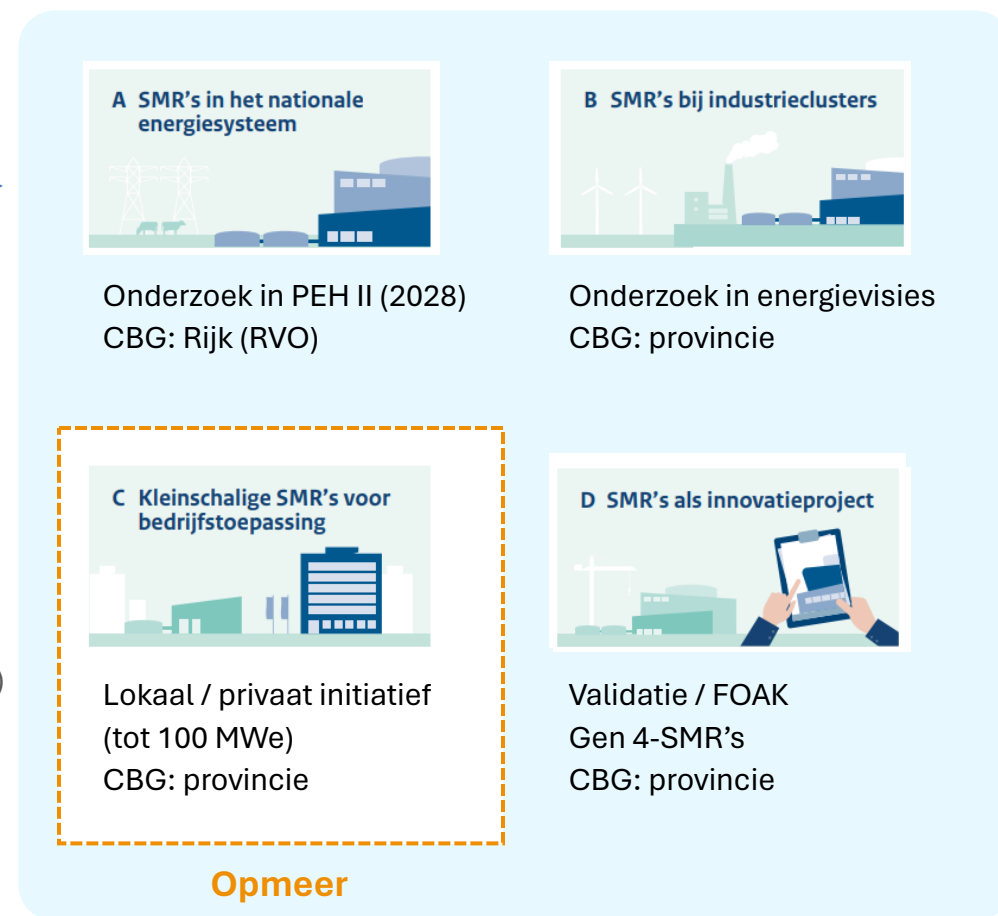 A SMR’s in het nationale
energiesysteem
Onderzoek in PEH II (2028)
CBG: Rijk (RVO)
B SMR’s bij industrieclusters
Onderzoek in energievisies
CBG: provincie
C Kleinschalige SMR’s voor
bedrijfstoepassing
Lokaal / privaat initiatief
(tot 100 MWe)
CBG: provincie
D SMR’s als innovatieproject
Validatie / FOAK
Gen 4-SMR’s
CBG: provincie
Opmeer